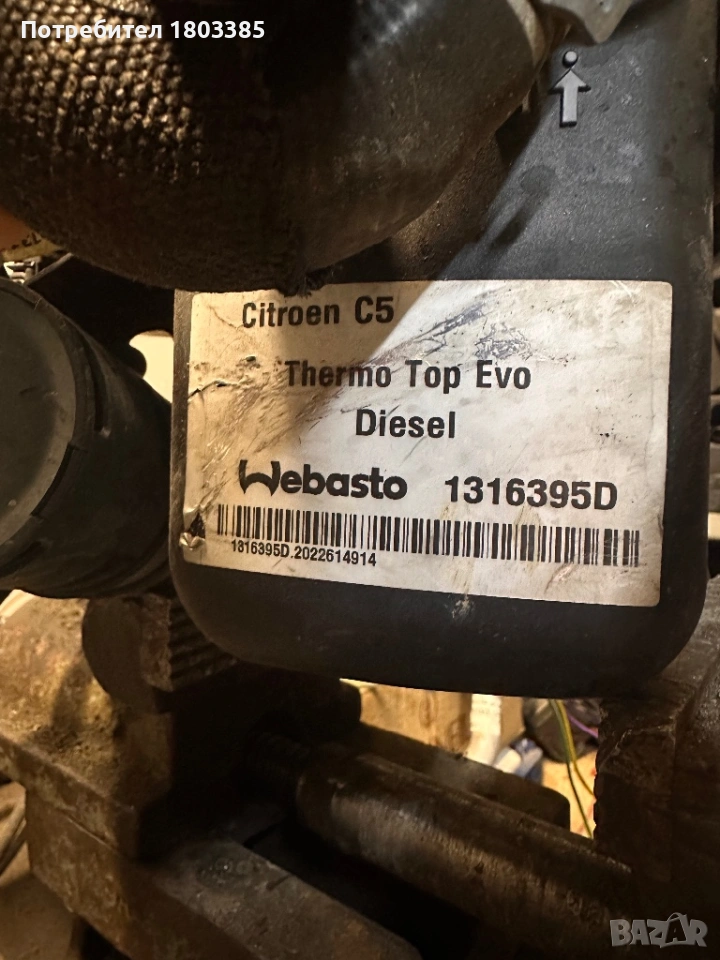 Потребител 1803385
Citroen C5
Thermo Top Evo
Diesel
Webasto 1316395D
1316395D.2022614914
BAZAR